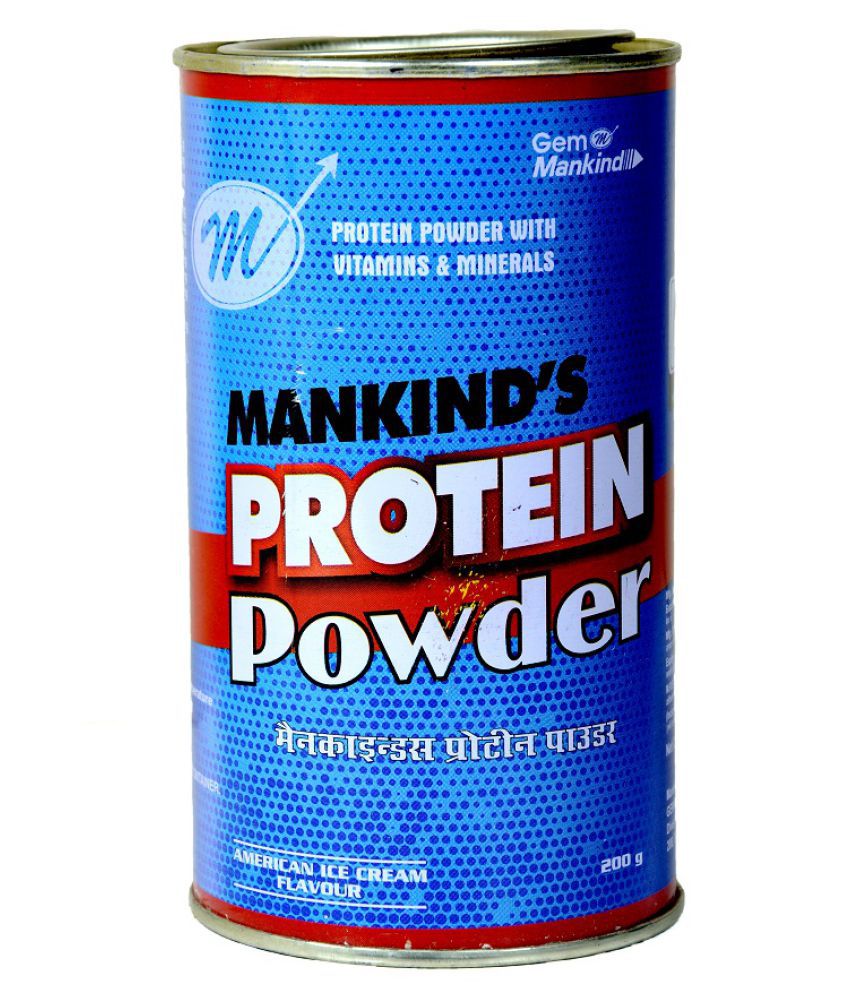 Gem
Mankind
M
PROTEIN POWDER WITH
VITAMINS & MINERALS
MANKIND'S
PROTEIN
Powder
मैनकाइन्डस प्रोटीन पाउडर
AMERICAN ICE CREAM
FLAVOUR
200 g